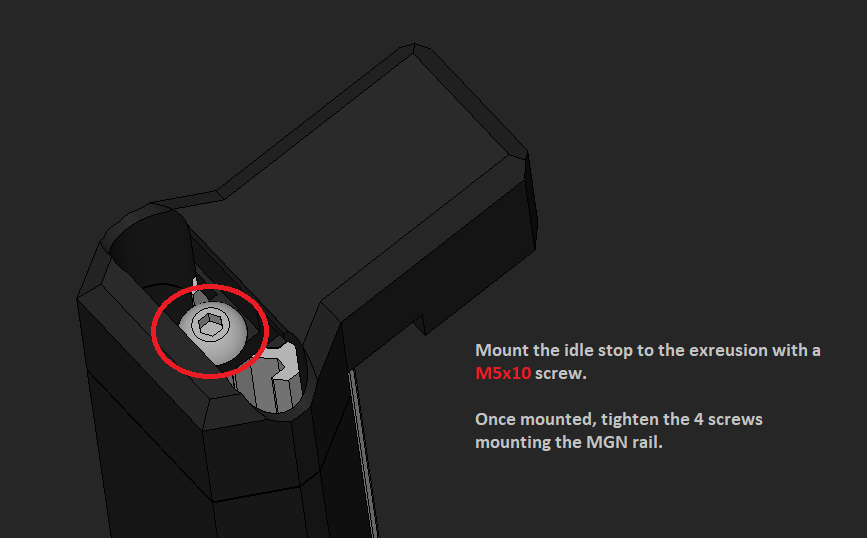 Mount the idle stop to the exreusion with a
M5x10 screw.
Once mounted, tighten the 4 screws
mounting the MGN rail.